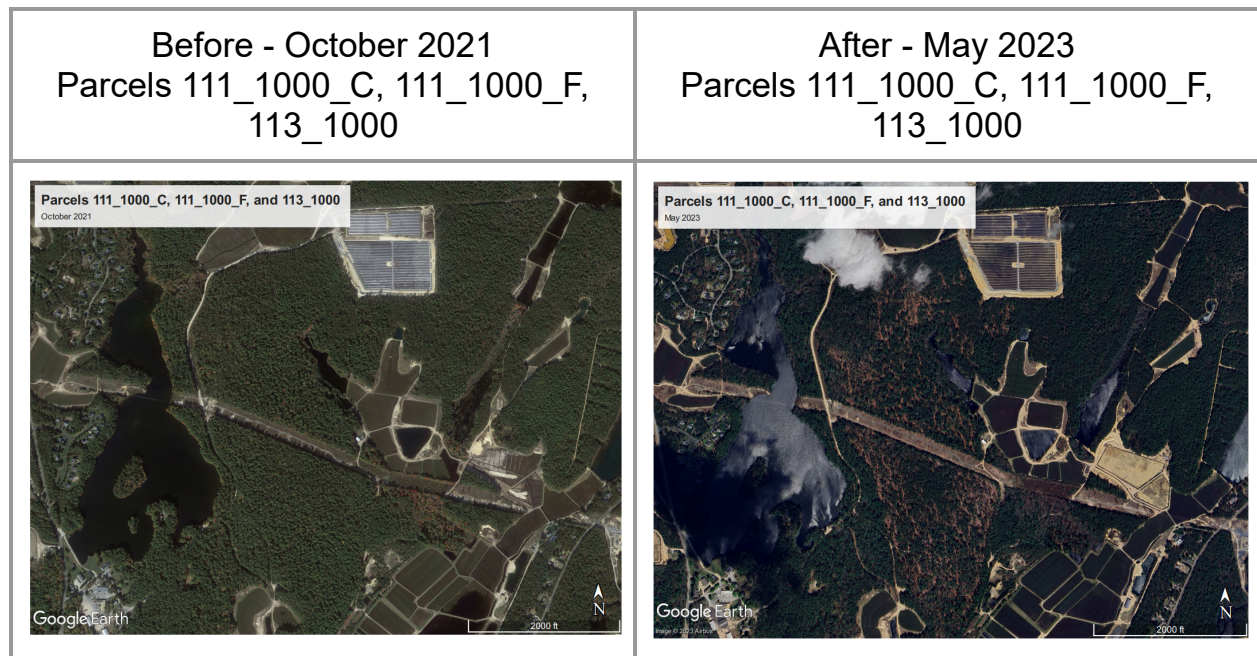 Before - October 2021
Parcels 111_1000_C, 111_1000_F,
113_1000
After - May 2023
Parcels 111_1000_C, 111_1000_F,
113_1000
Parcels 111_1000_C, 111_1000_F, and 113_1000
October 2021
Google Earth
N
2000 ft
Parcels 111_1000_C, 111_1000_F, and 113_1000
May 2023
Google Earth
Image © 2023 Airbus
N
2000 ft